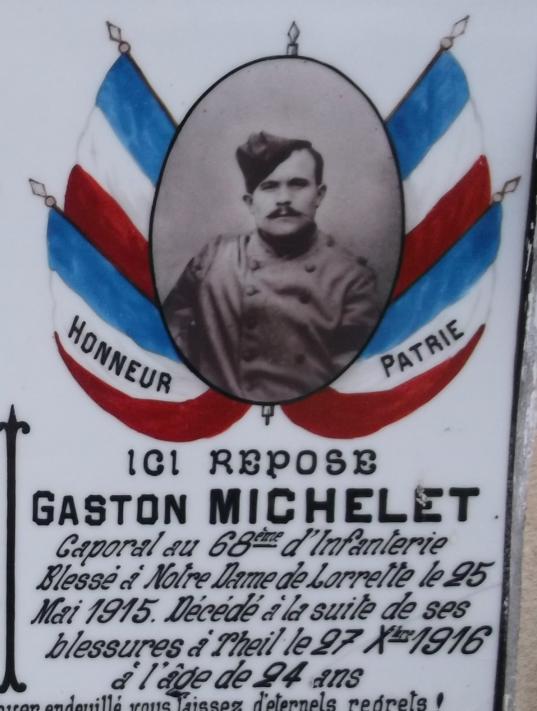 HONNEUR
PATRIE
ICI REPOSE
GASTON MICHELET
Caporal au 68ème d'Infanterie
Blessé à Notre Dame de Lorrette le 25
Mai 1915. Décédé à la suite de ses
blessures à Theil le 27 Xbre 1916
à l'âge de 24 ans
endeuillé vous laissez d'éternels regrets !